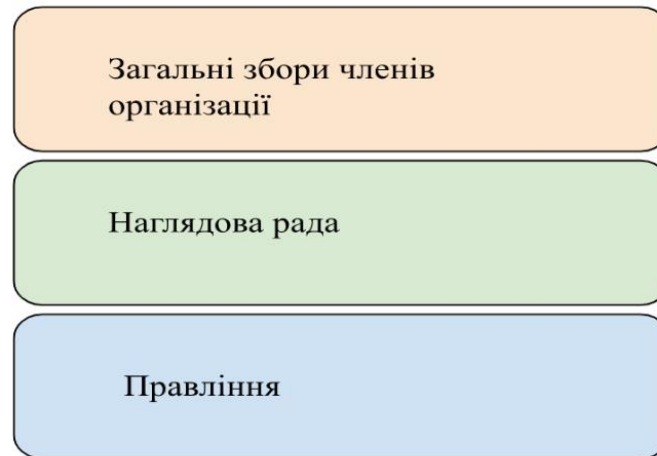 Загальні збори членів
організації
Наглядова рада
Правління